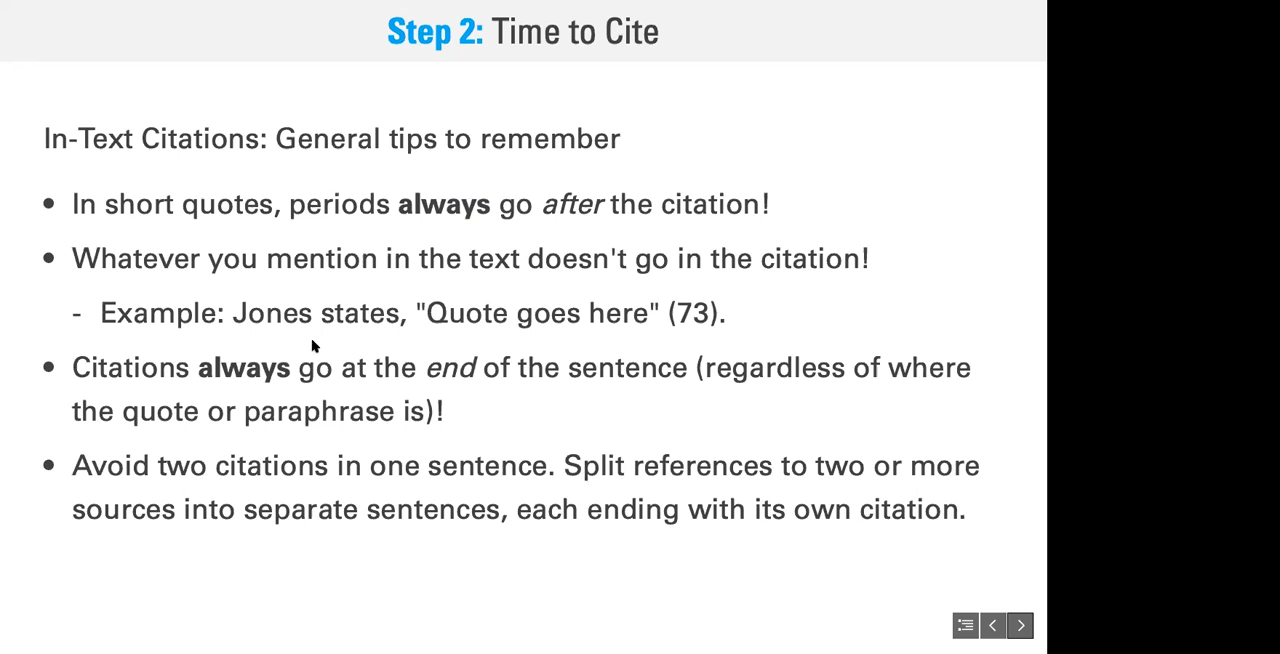 Step 2: Time to Cite
In-Text Citations: General tips to remember
• In short quotes, periods always go after the citation!
• Whatever you mention in the text doesn't go in the citation!
- Example: Jones states, "Quote goes here" (73).
• Citations always go at the end of the sentence (regardless of where
the quote or paraphrase is)!
• Avoid two citations in one sentence. Split references to two or more
sources into separate sentences, each ending with its own citation.